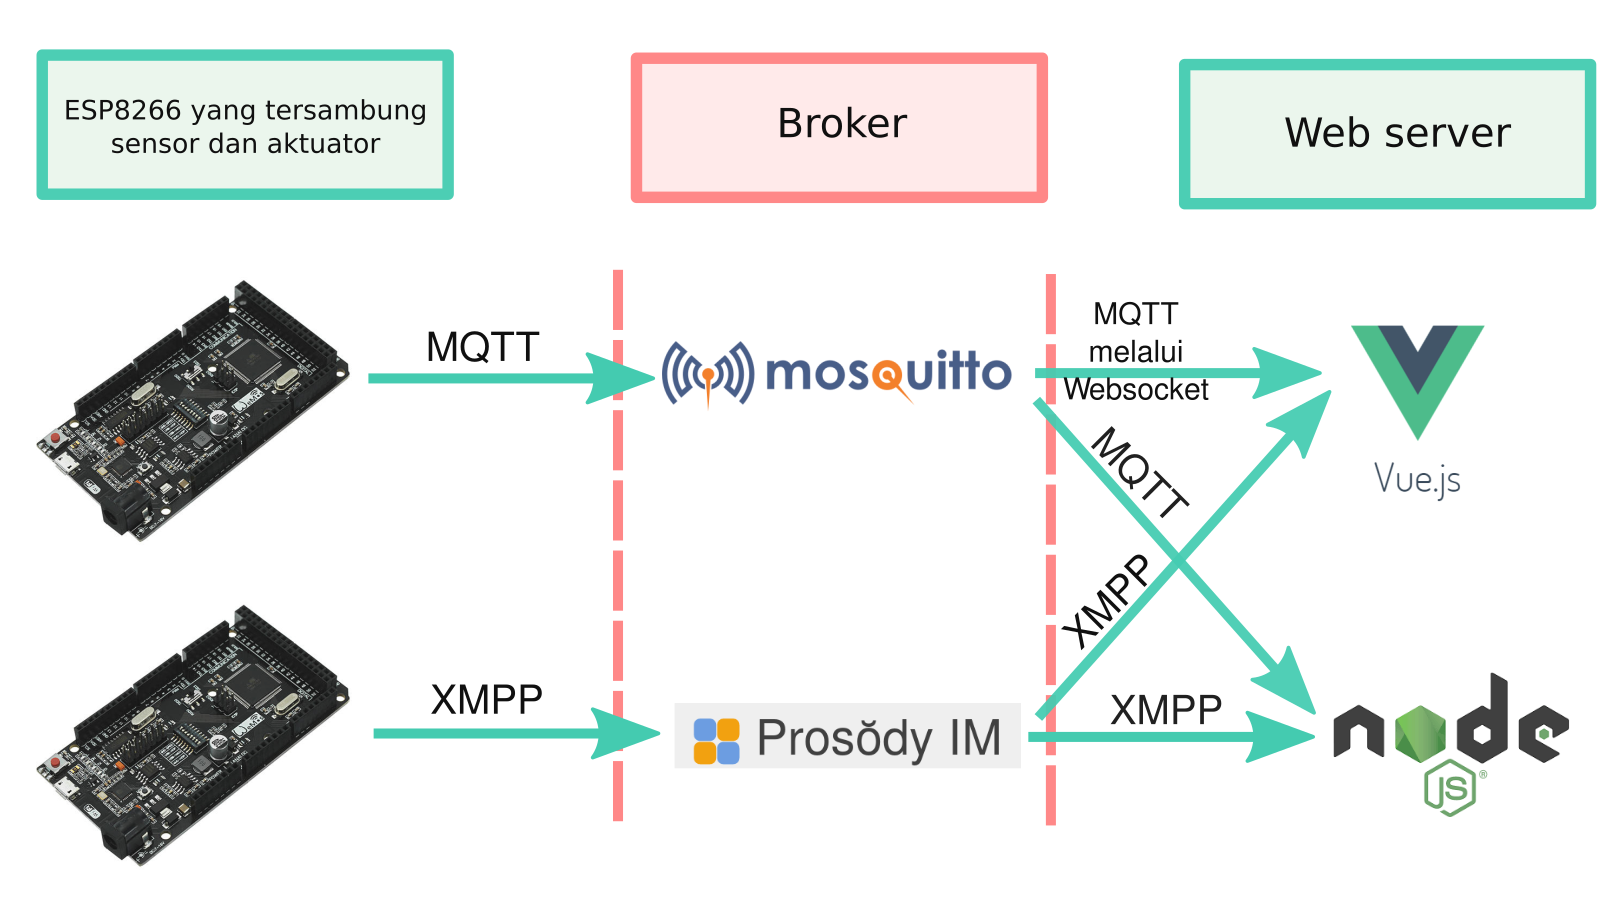 ESP8266 yang tersambung
sensor dan aktuator
Broker
Web server
MQTT
mosquitto
MQTT
melalui
Websocket
MQTT
Vue.js
XMPP
XMPP
Prosŏdy IM
XMPP
node
JS®